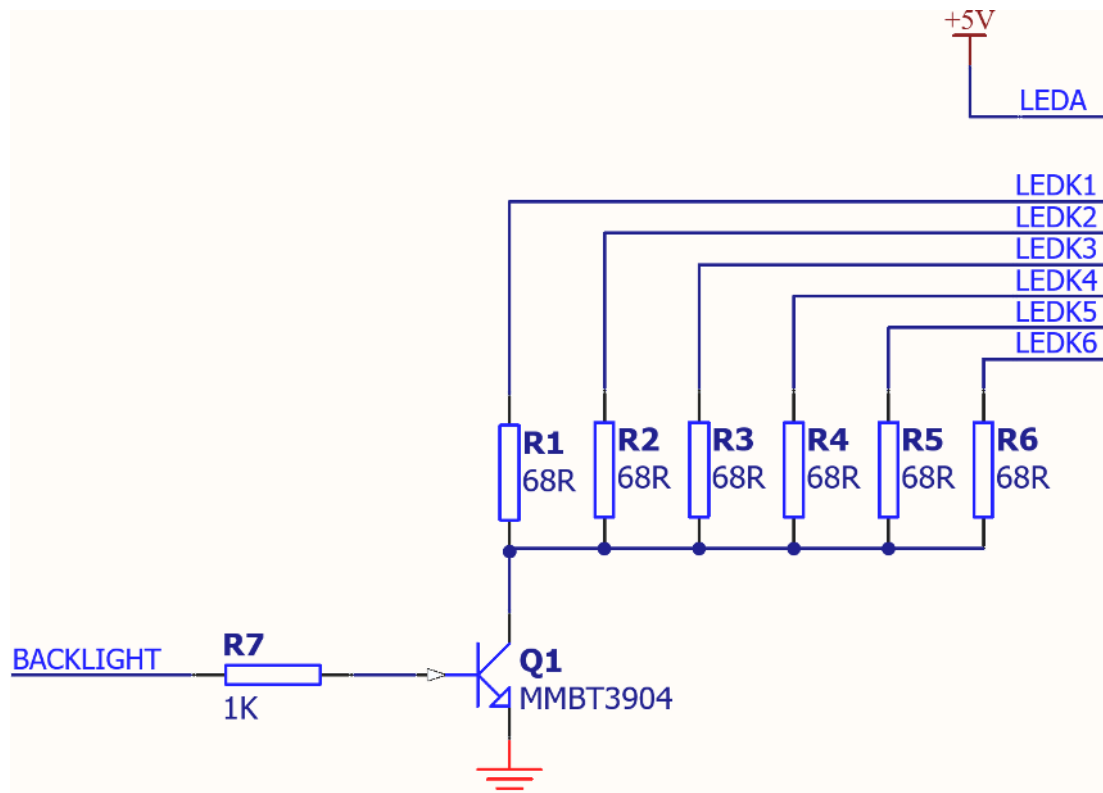 +5V
LEDA
LEDK1
LEDK2
LEDK3
LEDK4
LEDK5
LEDK6
R1
68R
R2
68R
R3
68R
R4
68R
R5
68R
R6
68R
BACKLIGHT
R7
1K
Q1
MMBT3904